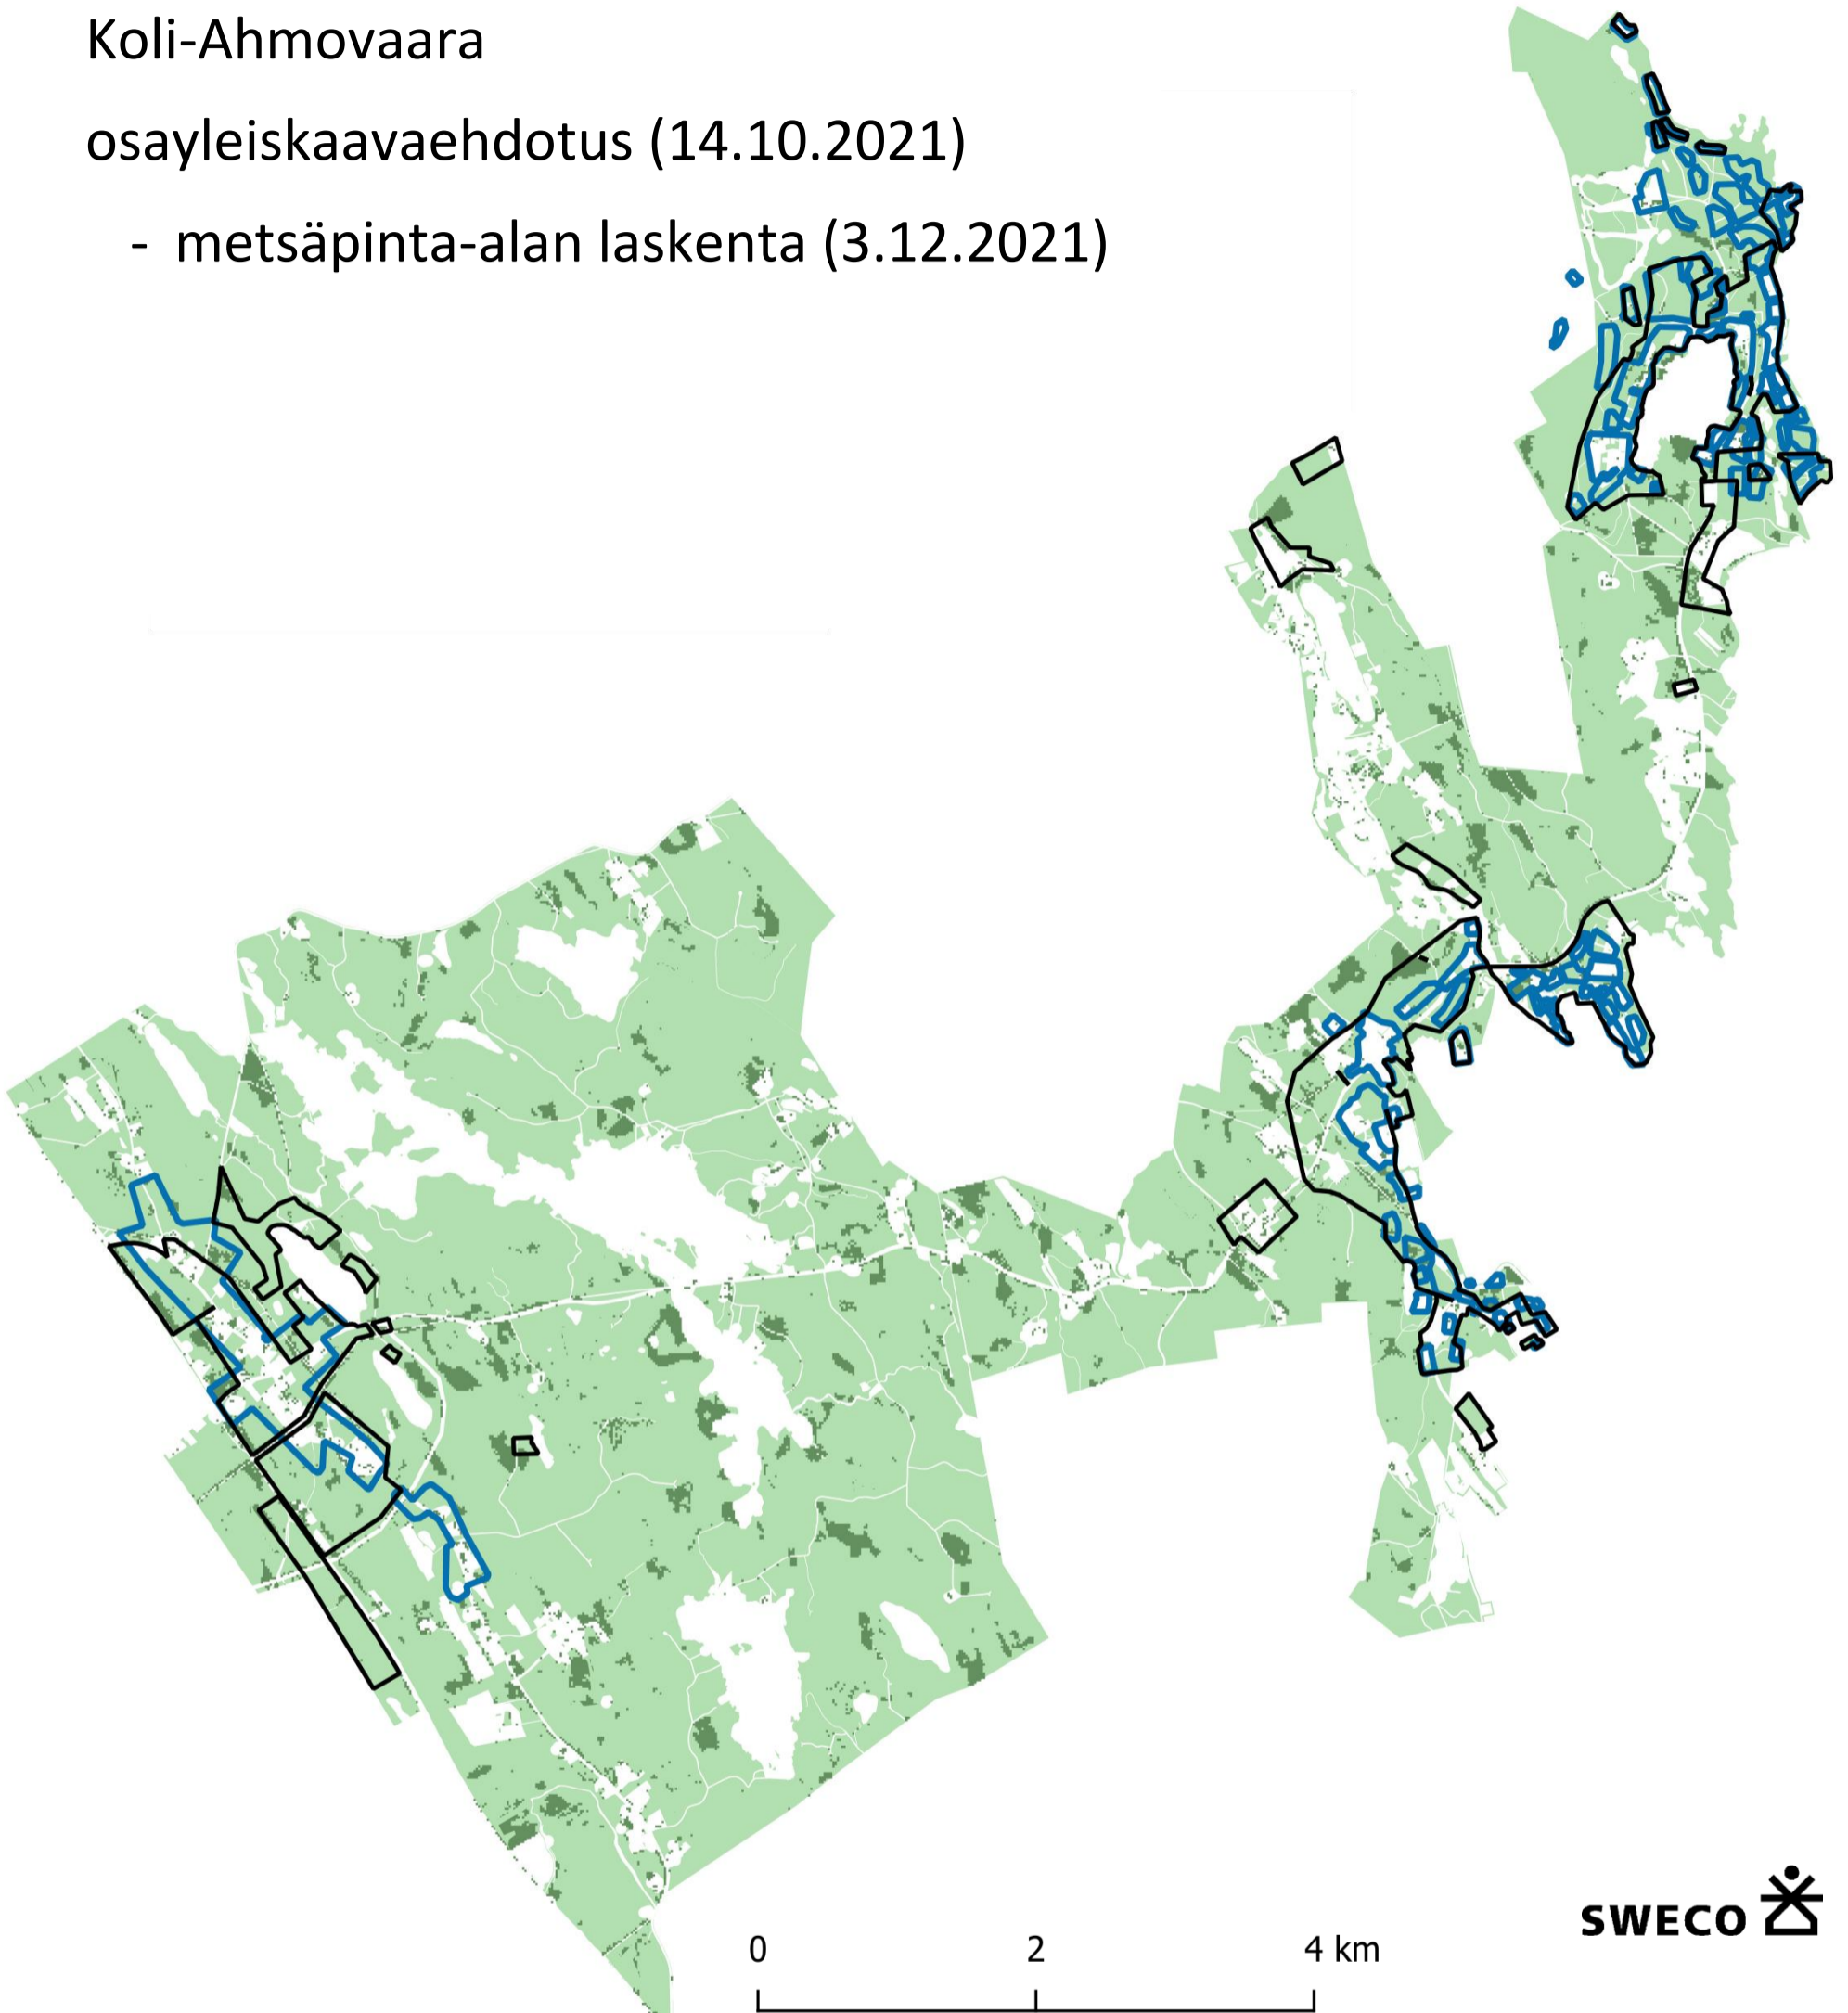 Koli-Ahmovaara
osayleiskaavaehdotus (14.10.2021)
- metsäpinta-alan laskenta (3.12.2021)
SWECO
0 2 4 km